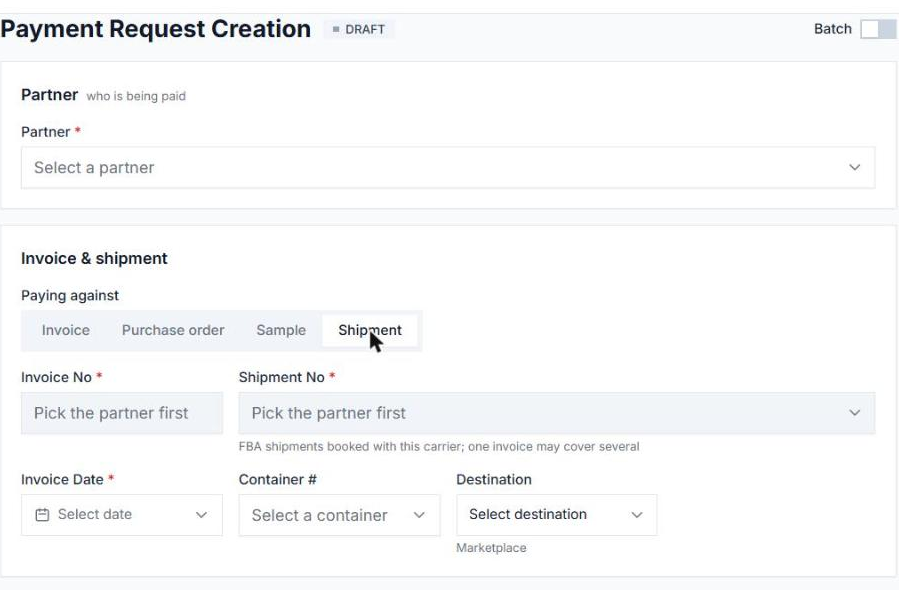 Payment Request Creation DRAFT Batch
Partner who is being paid
Partner *
Select a partner
Invoice & shipment
Paying against
Invoice Purchase order Sample Shipment
Invoice No * Shipment No *
Pick the partner first Pick the partner first
FBA shipments booked with this carrier; one invoice may cover several
Invoice Date * Container # Destination
Select date Select a container Select destination
Marketplace